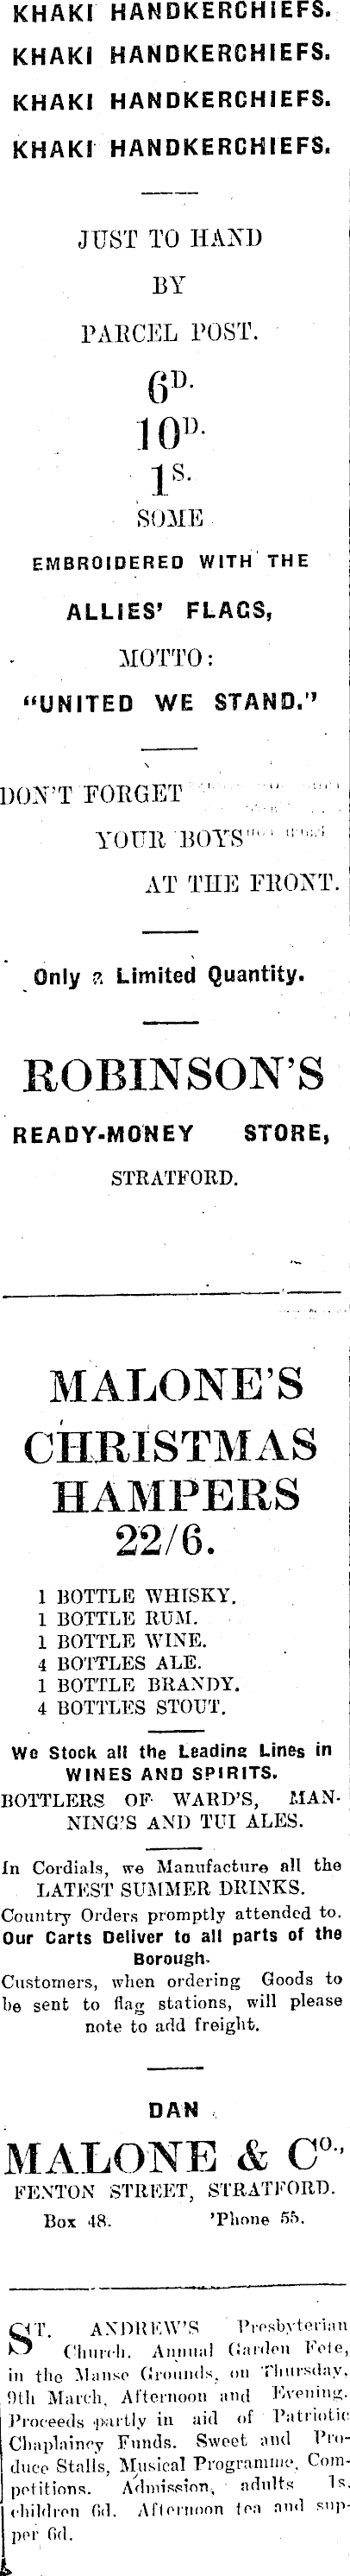 KHAKI HANDKERCHIEFS.
KHAKI HANDKERCHIEFS.
KHAKI HANDKERCHIEFS.
KHAKI HANDKERCHIEFS.
JUST TO HAND
BY
PARCEL POST.
6D.
10D.
1S.
SOME
EMBROIDERED WITH THE
ALLIES' FLAGS,
MOTTO:
"UNITED WE STAND."
DON'T FORGET
YOUR BOYS
AT THE FRONT.
Only a Limited Quantity.
ROBINSON'S
READY-MONEY STORE,
STRATFORD.
MALONE'S
CHRISTMAS
HAMPERS
22/6.
1 BOTTLE WHISKY.
1 BOTTLE RUM.
1 BOTTLE WINE.
4 BOTTLES ALE.
1 BOTTLE BRANDY.
4 BOTTLES STOUT.
We Stock all the Leading Lines in
WINES AND SPIRITS.
BOTTLERS OF WARD'S, MAN-
NING'S AND TUI ALES.
In Cordials, we Manufacture all the
LATEST SUMMER DRINKS.
Country Orders promptly attended to.
Our Carts Deliver to all parts of the
Borough.
Customers, when ordering Goods to
be sent to flag stations, will please
note to add freight.
DAN
MALONE & CO.,
FENTON STREET, STRATFORD.
Box 48. 'Phone 55.
ST. ANDREW'S Presbyterian
Church. Annual Garden Fete,
in the Manse Grounds, on Thursday,
9th March, Afternoon and Evening.
Proceeds partly in aid of Patriotic
Chaplaincy Funds. Sweet and Pro-
duce Stalls, Musical Programme, Com-
petitions. Admission, adults 1s,
children 6d. Afternoon tea and sup-
per 6d.